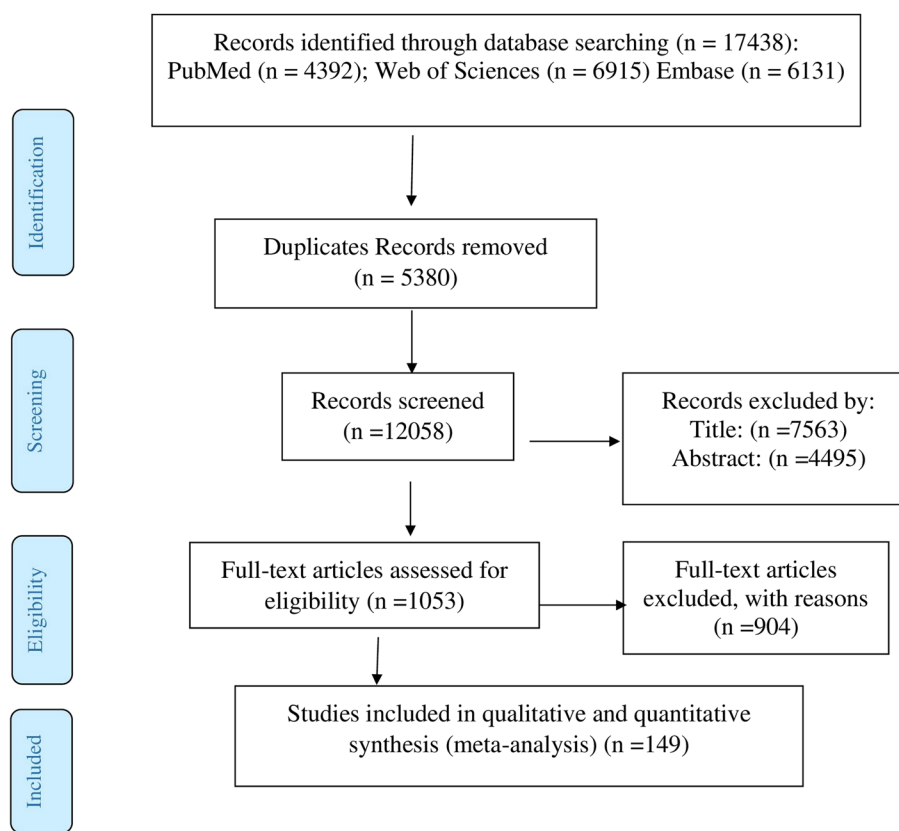 Records identified through database searching (n = 17438):
PubMed (n = 4392); Web of Sciences (n = 6915) Embase (n = 6131)
Identification
Duplicates Records removed
(n = 5380)
Screening
Records screened
(n =12058)
Records excluded by:
Title: (n =7563)
Abstract: (n =4495)
Eligibility
Full-text articles assessed for
eligibility (n =1053)
Full-text articles
excluded, with reasons
(n =904)
Included
Studies included in qualitative and quantitative
synthesis (meta-analysis) (n =149)